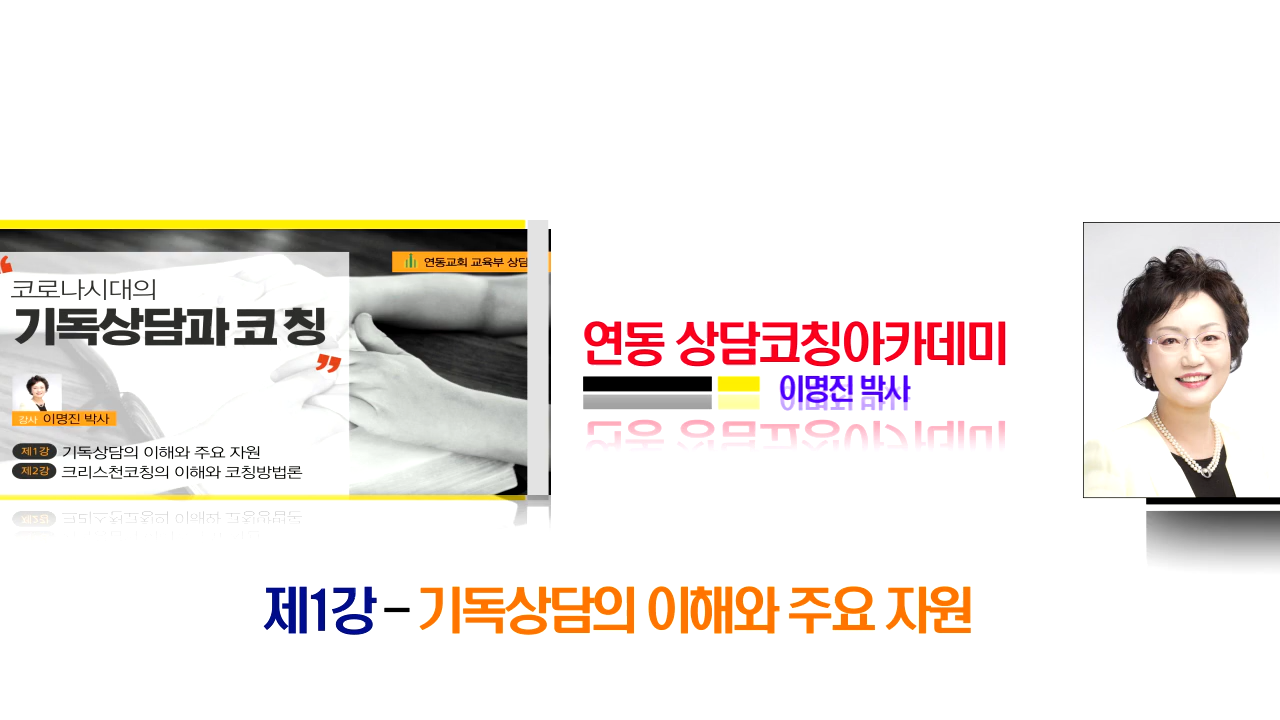 연동교회 교육부 상담
“
코로나시대의
기독상담과 코칭
”
강사 이명진 박사
제1강 기독상담의 이해와 주요 자원
제2강 크리스천코칭의 이해와 코칭방법론
연동 상담코칭아카데미
이명진 박사
제1강 – 기독상담의 이해와 주요 자원